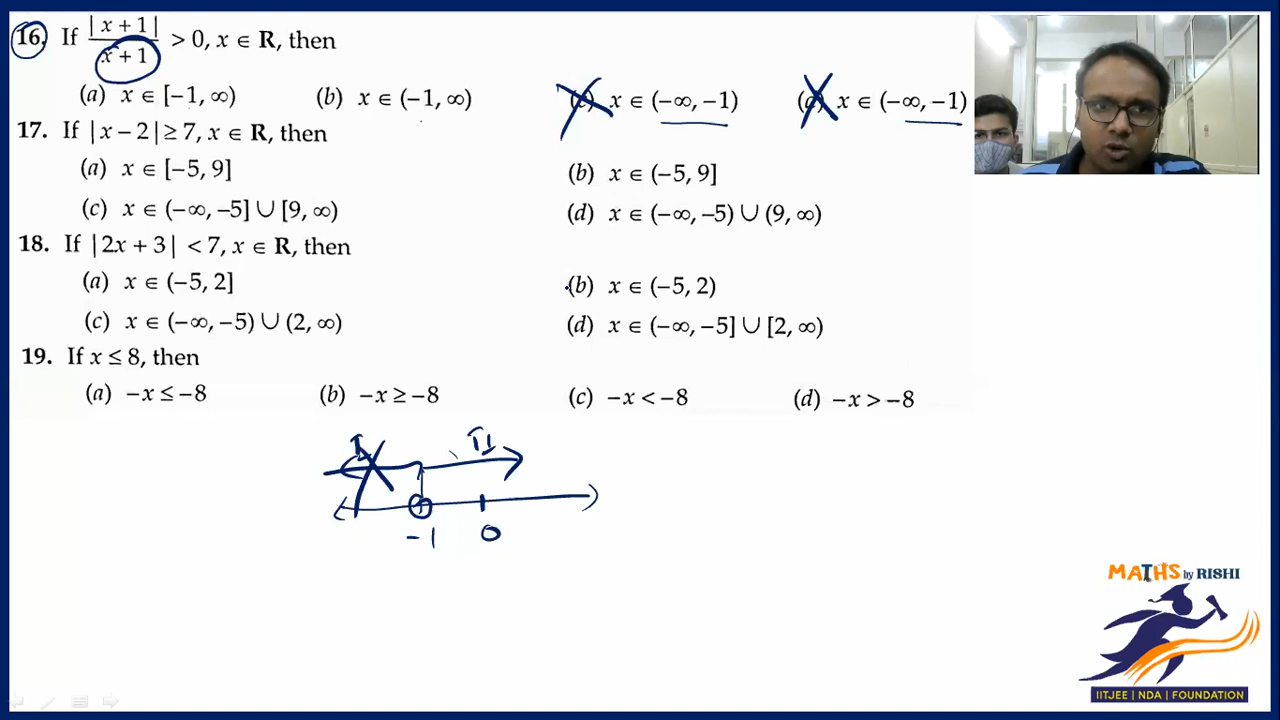 16. If |x + 1| / x + 1 > 0, x ∈ R, then
(a) x ∈ [−1, ∞) (b) x ∈ (−1, ∞) (c) x ∈ (−∞, −1) (d) x ∈ (−∞, −1)
17. If |x − 2| ≥ 7, x ∈ R, then
(a) x ∈ [−5, 9] (b) x ∈ (−5, 9]
(c) x ∈ (−∞, −5] ∪ [9, ∞) (d) x ∈ (−∞, −5) ∪ (9, ∞)
18. If |2x + 3| < 7, x ∈ R, then
(a) x ∈ (−5, 2] (b) x ∈ (−5, 2)
(c) x ∈ (−∞, −5) ∪ (2, ∞) (d) x ∈ (−∞, −5] ∪ [2, ∞)
19. If x ≤ 8, then
(a) −x ≤ −8 (b) −x ≥ −8 (c) −x < −8 (d) −x > −8
II
−1 0
MATHS by RISHI
IITJEE | NDA | FOUNDATION